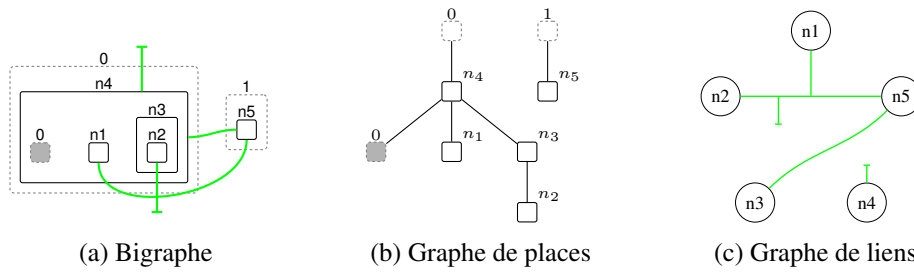 0
n4
1
n3
n5
0
n1
n2
(a) Bigraphe
0
1
n4
n5
0
n1
n3
n2
(b) Graphe de places
n1
n2
n5
n3
n4
(c) Graphe de liens